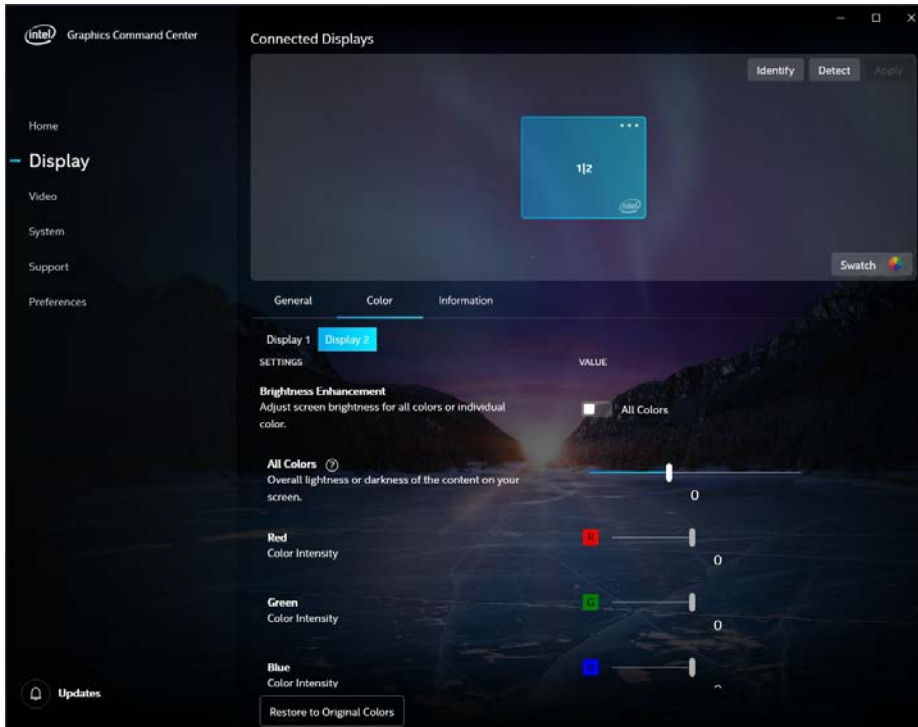 intel Graphics Command Center
Connected Displays
Identify Detect Apply
1|2
intel
Swatch
Home
Display
Video
System
Support
Preferences
General Color Information
Display 1 Display 2
SETTINGS VALUE
Brightness Enhancement
Adjust screen brightness for all colors or individual
color.
All Colors
All Colors ?
Overall lightness or darkness of the content on your
screen.
0
Red
Color Intensity
R
0
Green
Color Intensity
G
0
Blue
Color Intensity
Updates
Restore to Original Colors